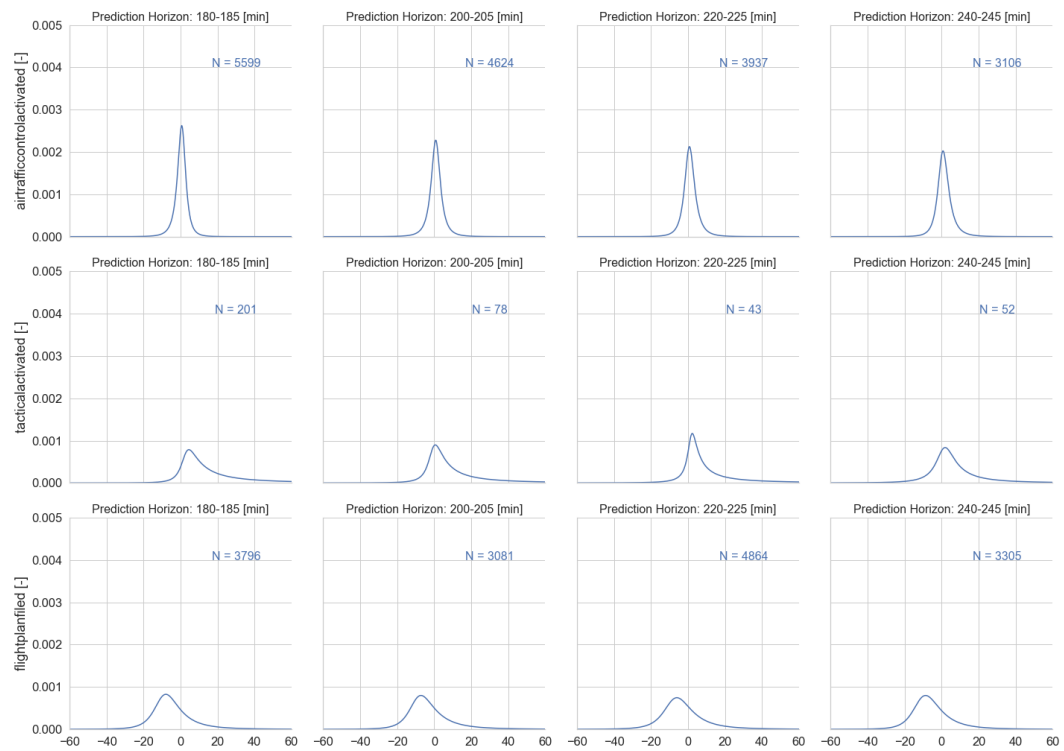 Prediction Horizon: 180-185 [min]
Prediction Horizon: 200-205 [min]
Prediction Horizon: 220-225 [min]
Prediction Horizon: 240-245 [min]
airtrafficcontrolactivated [-]
0.005
0.004
0.003
0.002
0.001
0.000
N = 5599
N = 4624
N = 3937
N = 3106
Prediction Horizon: 180-185 [min]
Prediction Horizon: 200-205 [min]
Prediction Horizon: 220-225 [min]
Prediction Horizon: 240-245 [min]
tacticalactivated [-]
0.005
0.004
0.003
0.002
0.001
0.000
N = 201
N = 78
N = 43
N = 52
Prediction Horizon: 180-185 [min]
Prediction Horizon: 200-205 [min]
Prediction Horizon: 220-225 [min]
Prediction Horizon: 240-245 [min]
flightplanfiled [-]
0.005
0.004
0.003
0.002
0.001
0.000
N = 3796
N = 3081
N = 4864
N = 3305
−60 −40 −20 0 20 40 60
−60 −40 −20 0 20 40 60
−60 −40 −20 0 20 40 60
−60 −40 −20 0 20 40 60